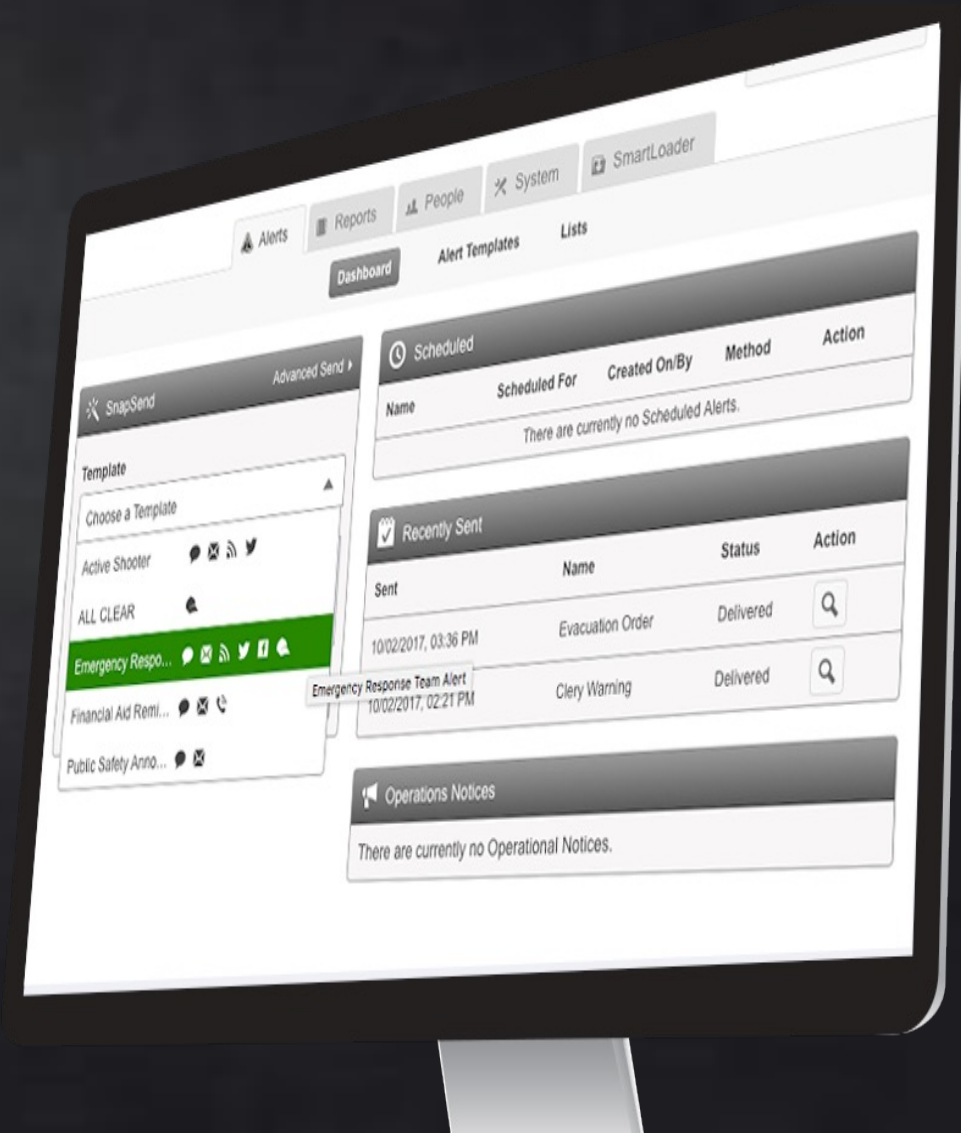 Alerts
Reports
People
System
SmartLoader
Dashboard
Alert Templates
Lists
SnapSend
Advanced Send
Template
Choose a Template
Active Shooter
ALL CLEAR
Emergency Respo...
Financial Aid Remi...
Public Safety Anno...
Emergency Response Team Alert
Scheduled
Name Scheduled For Created On/By Method Action
There are currently no Scheduled Alerts.
Recently Sent
Sent Name Status Action
10/02/2017, 03:36 PM Evacuation Order Delivered
10/02/2017, 02:21 PM Clery Warning Delivered
Operations Notices
There are currently no Operational Notices.